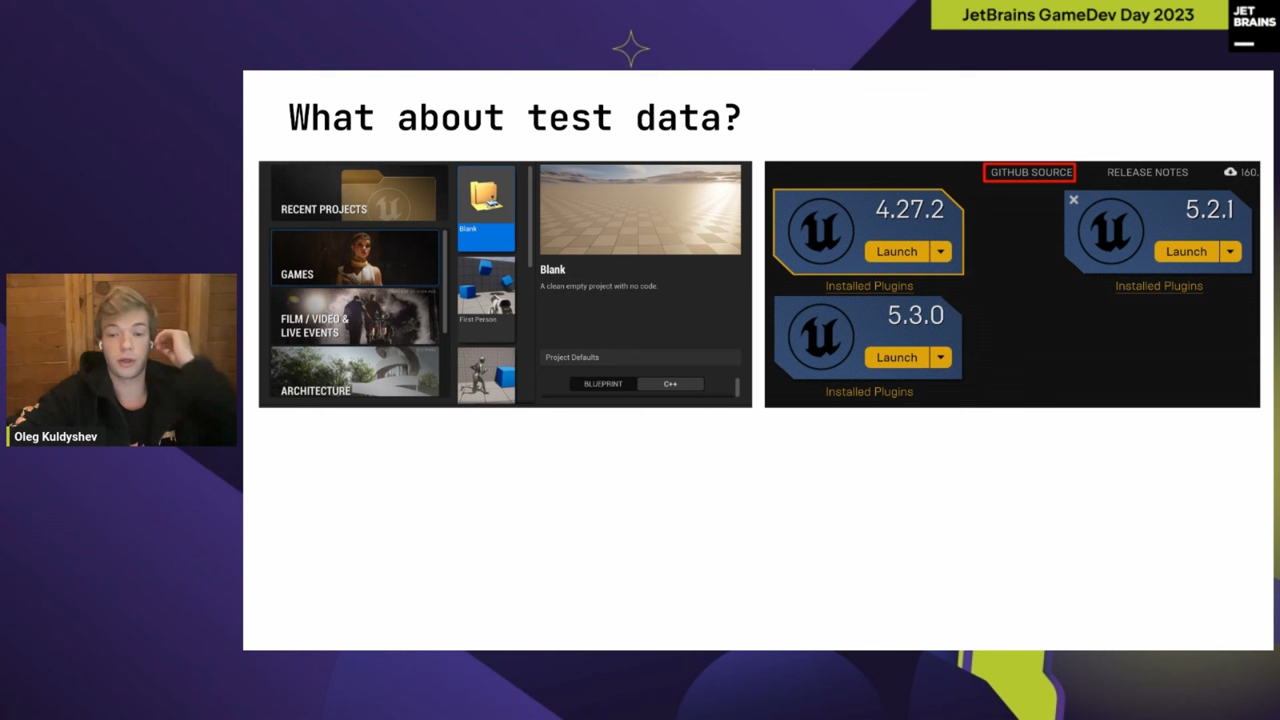 JetBrains GameDev Day 2023
JET
BRAINS
What about test data?
RECENT PROJECTS
GAMES
FILM / VIDEO &
LIVE EVENTS
ARCHITECTURE
Blank
First Person
Blank
A clean empty project with no code.
Project Defaults
BLUEPRINT
C++
GITHUB SOURCE
RELEASE NOTES
160.
4.27.2
Launch
Installed Plugins
5.2.1
Launch
Installed Plugins
5.3.0
Launch
Installed Plugins
Oleg Kuldyshev